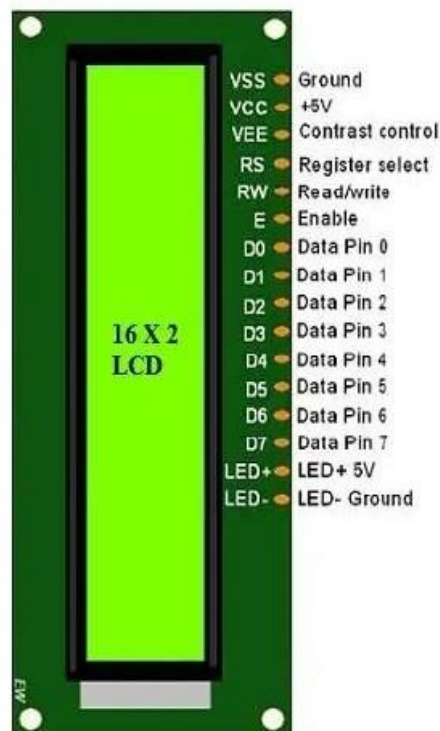 VSS Ground
VCC +5V
VEE Contrast control
RS Register select
RW Read/write
E Enable
D0 Data Pin 0
D1 Data Pin 1
D2 Data Pin 2
D3 Data Pin 3
D4 Data Pin 4
D5 Data Pin 5
D6 Data Pin 6
D7 Data Pin 7
LED+ LED+ 5V
LED- LED- Ground
16 X 2
LCD
EW